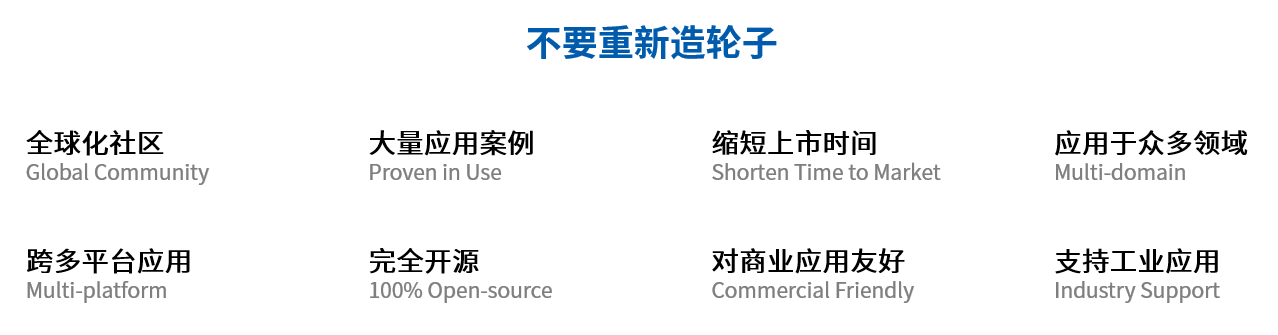 不要重新造轮子
全球化社区
Global Community
大量应用案例
Proven in Use
缩短上市时间
Shorten Time to Market
应用于众多领域
Multi-domain
跨多平台应用
Multi-platform
完全开源
100% Open-source
对商业应用友好
Commercial Friendly
支持工业应用
Industry Support